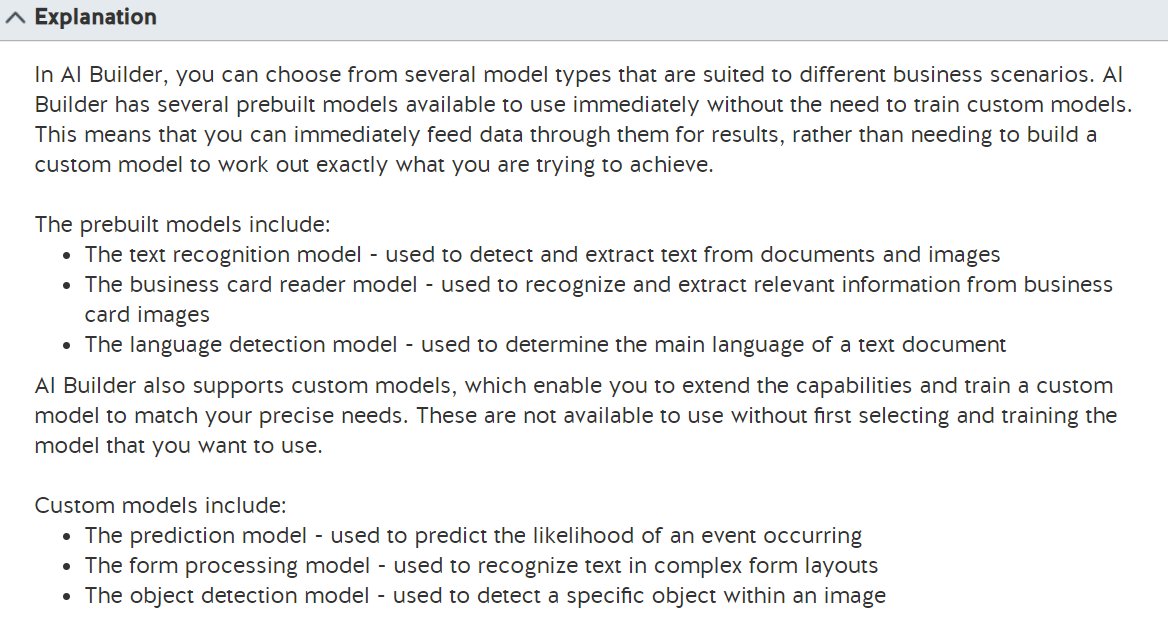 Explanation
In AI Builder, you can choose from several model types that are suited to different business scenarios. AI
Builder has several prebuilt models available to use immediately without the need to train custom models.
This means that you can immediately feed data through them for results, rather than needing to build a
custom model to work out exactly what you are trying to achieve.
The prebuilt models include:
• The text recognition model - used to detect and extract text from documents and images
• The business card reader model - used to recognize and extract relevant information from business
card images
• The language detection model - used to determine the main language of a text document
AI Builder also supports custom models, which enable you to extend the capabilities and train a custom
model to match your precise needs. These are not available to use without first selecting and training the
model that you want to use.
Custom models include:
• The prediction model - used to predict the likelihood of an event occurring
• The form processing model - used to recognize text in complex form layouts
• The object detection model - used to detect a specific object within an image